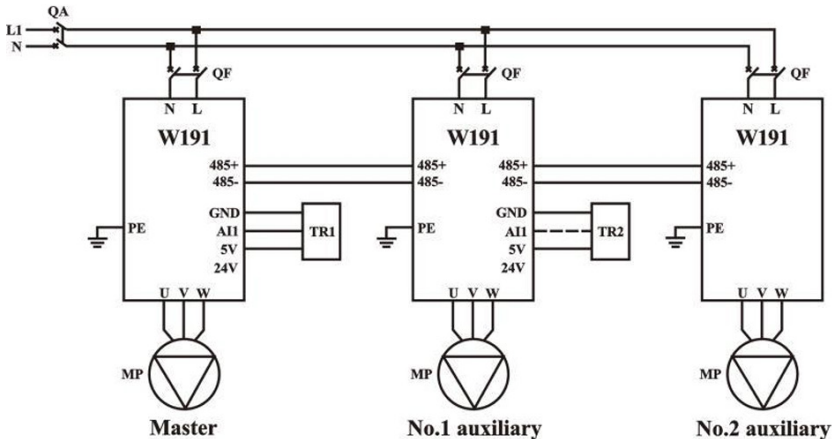 QA
L1
N
QF
QF
QF
N L
N L
N L
W191
W191
W191
485+
485-
485+
485-
485+
485-
485+
485-
GND
AI1
5V
24V
TR1
GND
AI1
5V
24V
TR2
PE
PE
PE
U V W
U V W
U V W
MP
MP
MP
Master
No.1 auxiliary
No.2 auxiliary